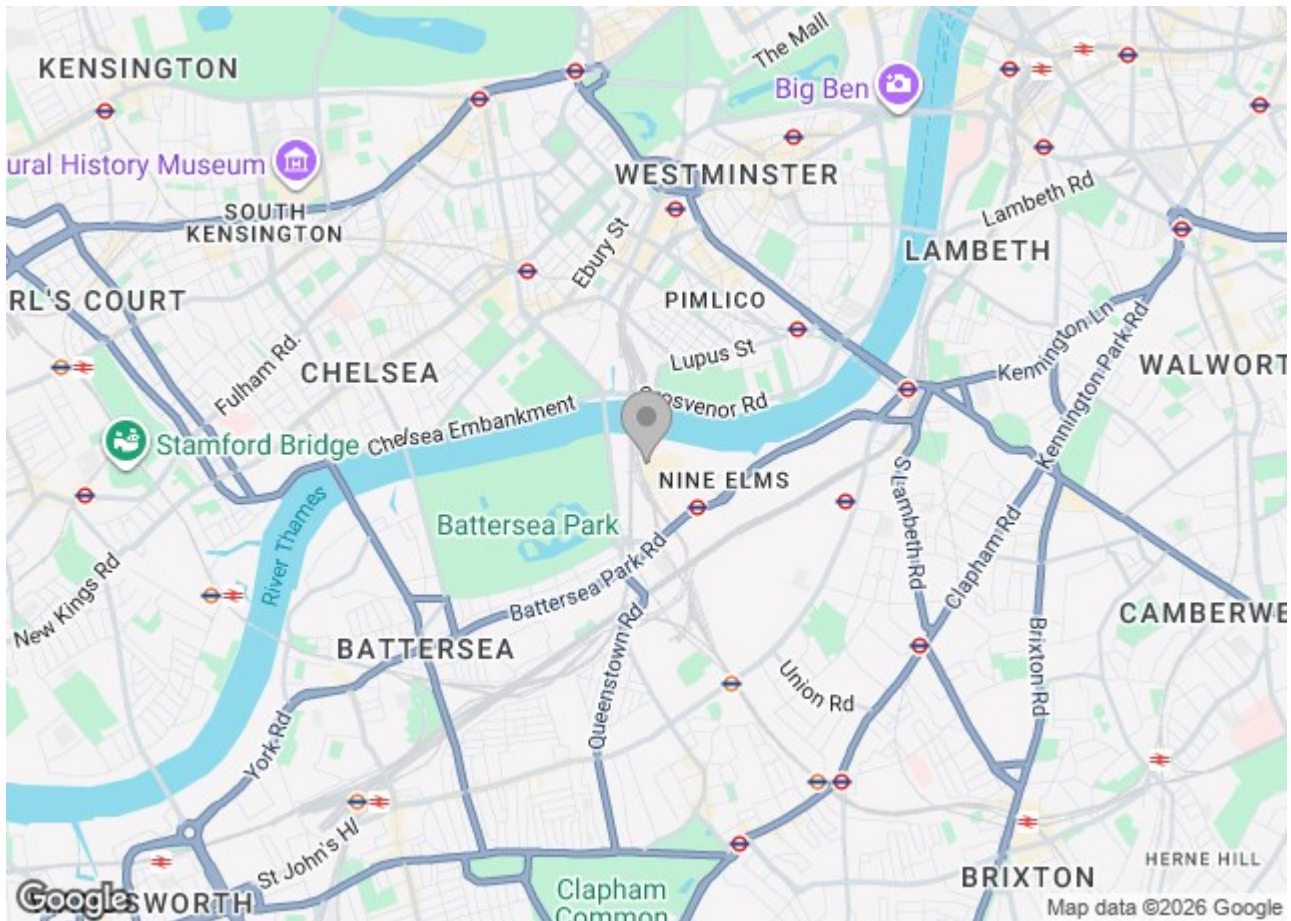 The Mall
KENSINGTON
Big Ben
ural History Museum
WESTMINSTER
Lambeth Rd
SOUTH
KENSINGTON
Ebury St
LAMBETH
RL'S COURT
PIMLICO
Kennington Ln
Lupus St
Fulham Rd.
CHELSEA
WALWORT
Kennington Park Rd
Grosvenor Rd
Chelsea Embankment
Stamford Bridge
NINE ELMS
S Lambeth Rd
Battersea Park
River Thames
Clapham Rd
Battersea Park Rd
New Kings Rd
CAMBERWE
BATTERSEA
Queenstown Rd
Union Rd
Brixton Rd
York Rd
St John's Hl
HERNE HILL
BRIXTON
Clapham
Common
Google
SWORTH
Map data ©2026 Google